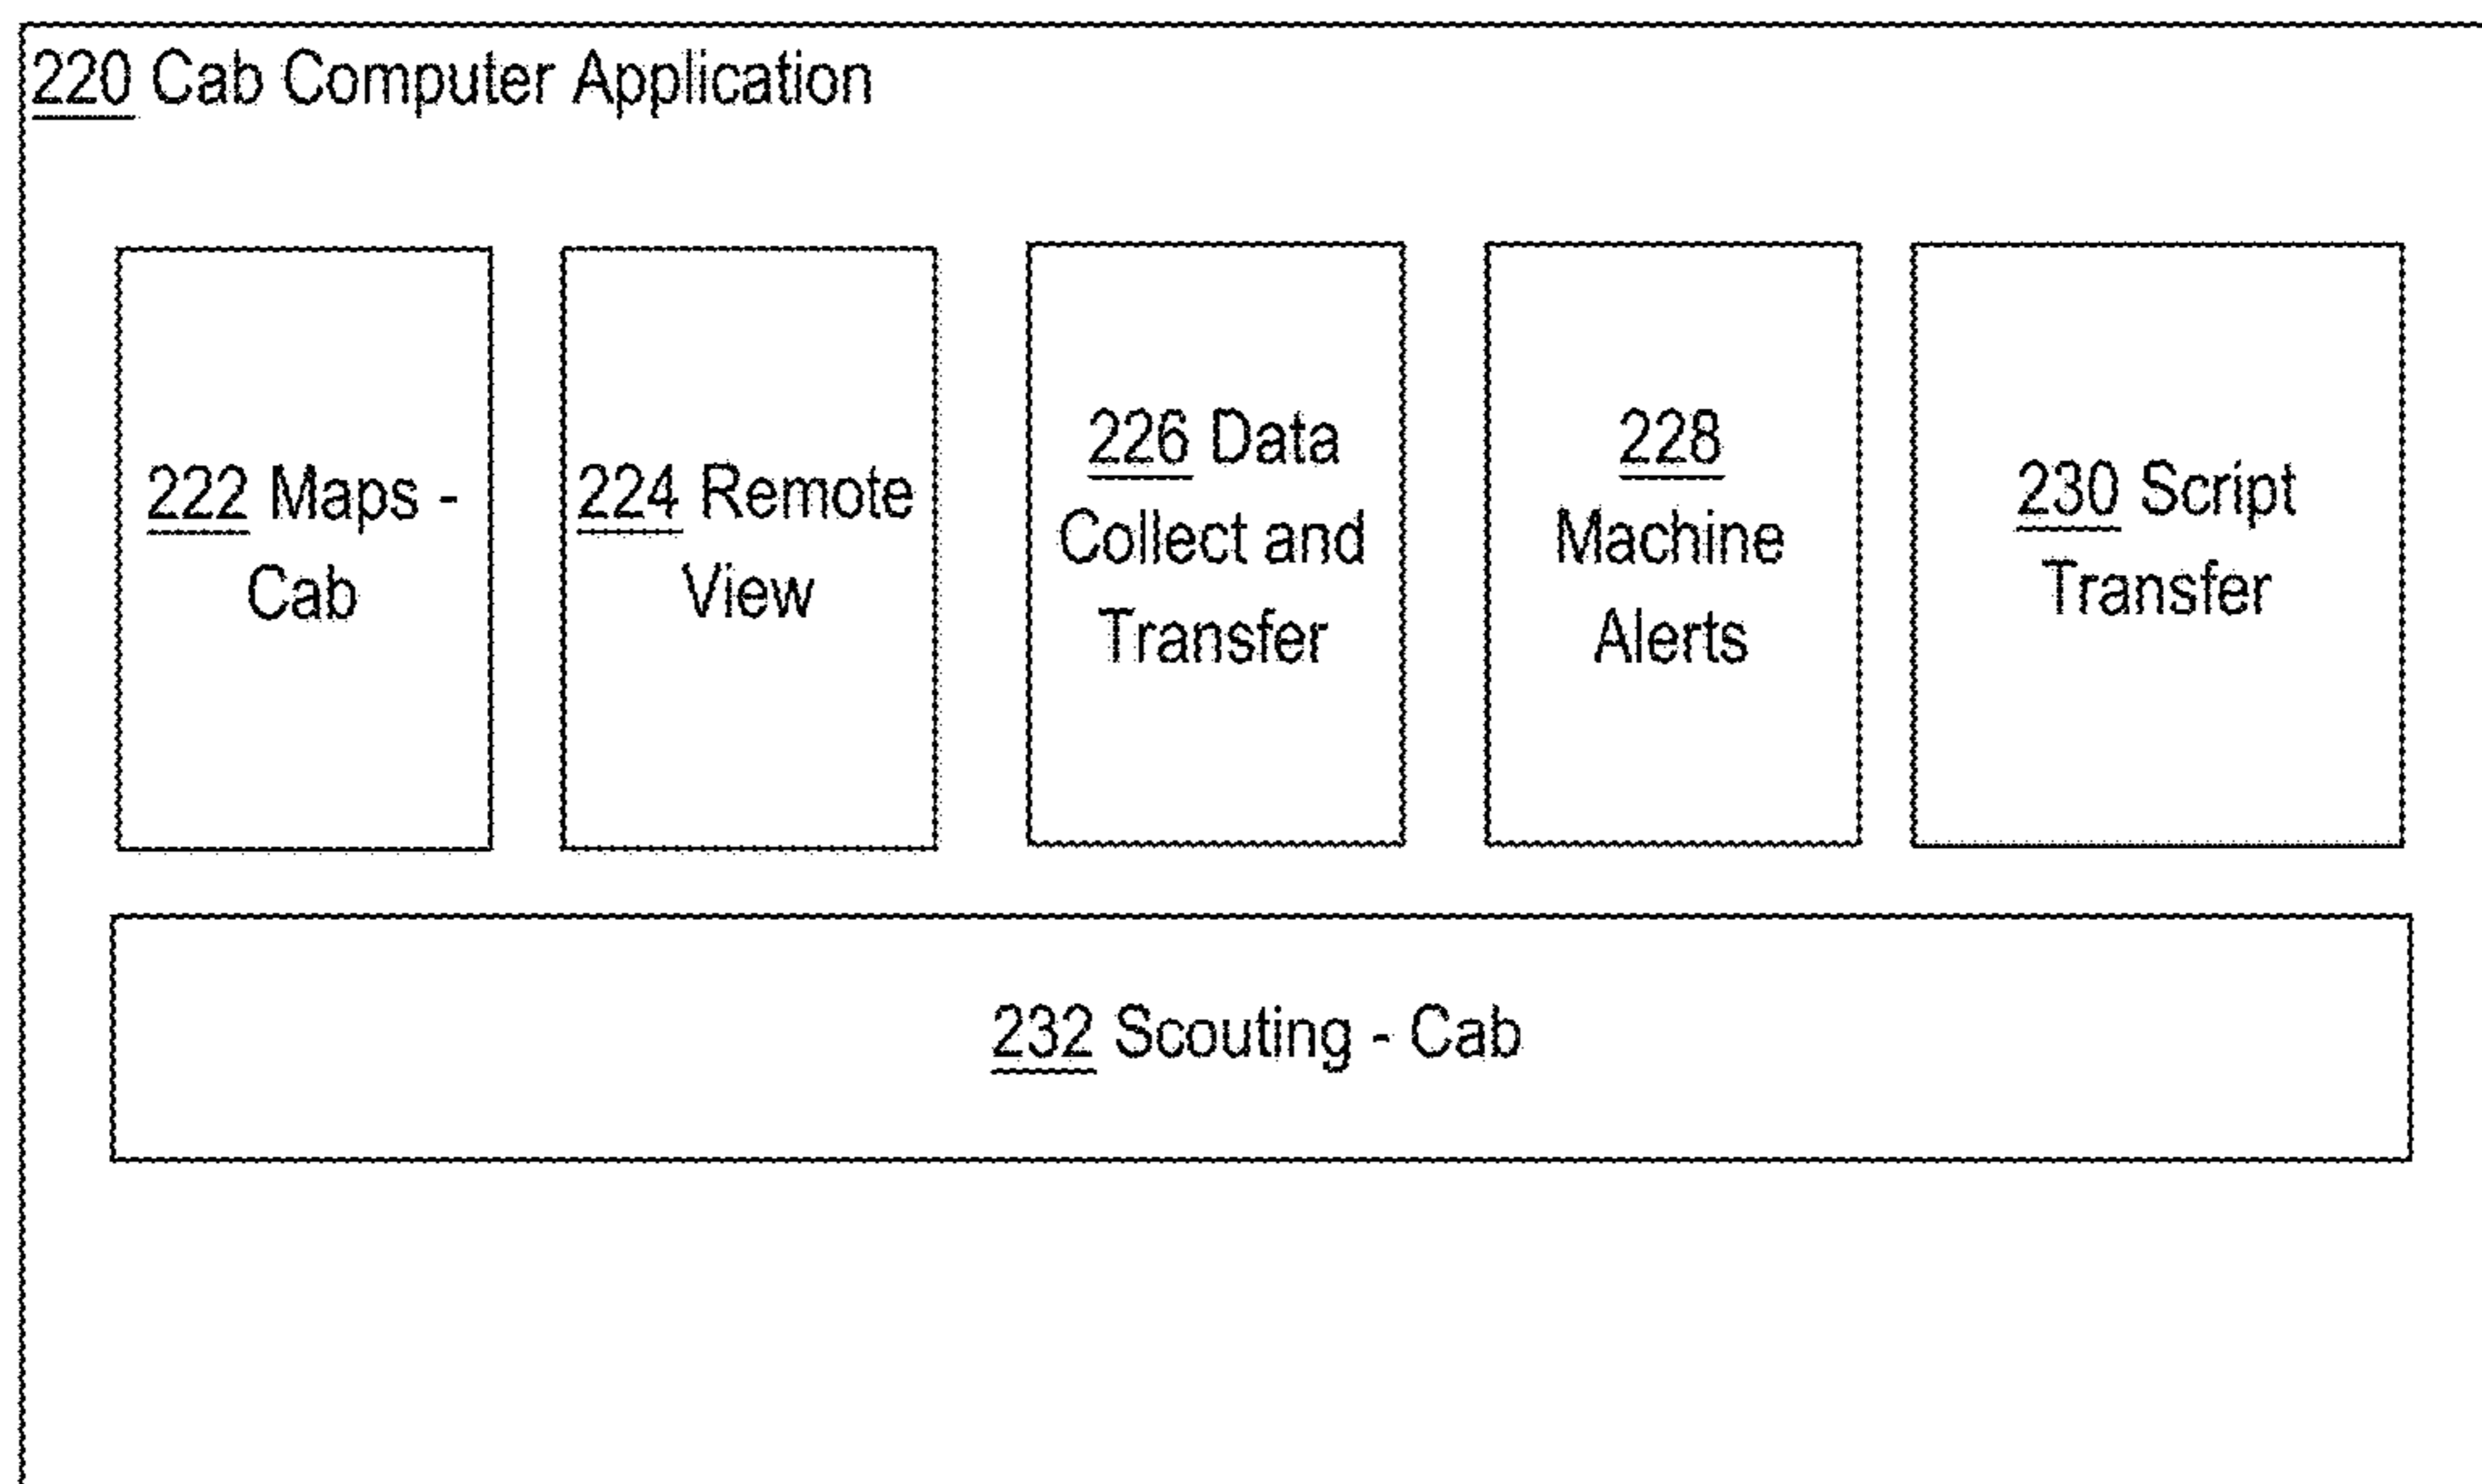 220 Cab Computer Application
222 Maps -
Cab
224 Remote
View
226 Data
Collect and
Transfer
228
Machine
Alerts
230 Script
Transfer
232 Scouting - Cab